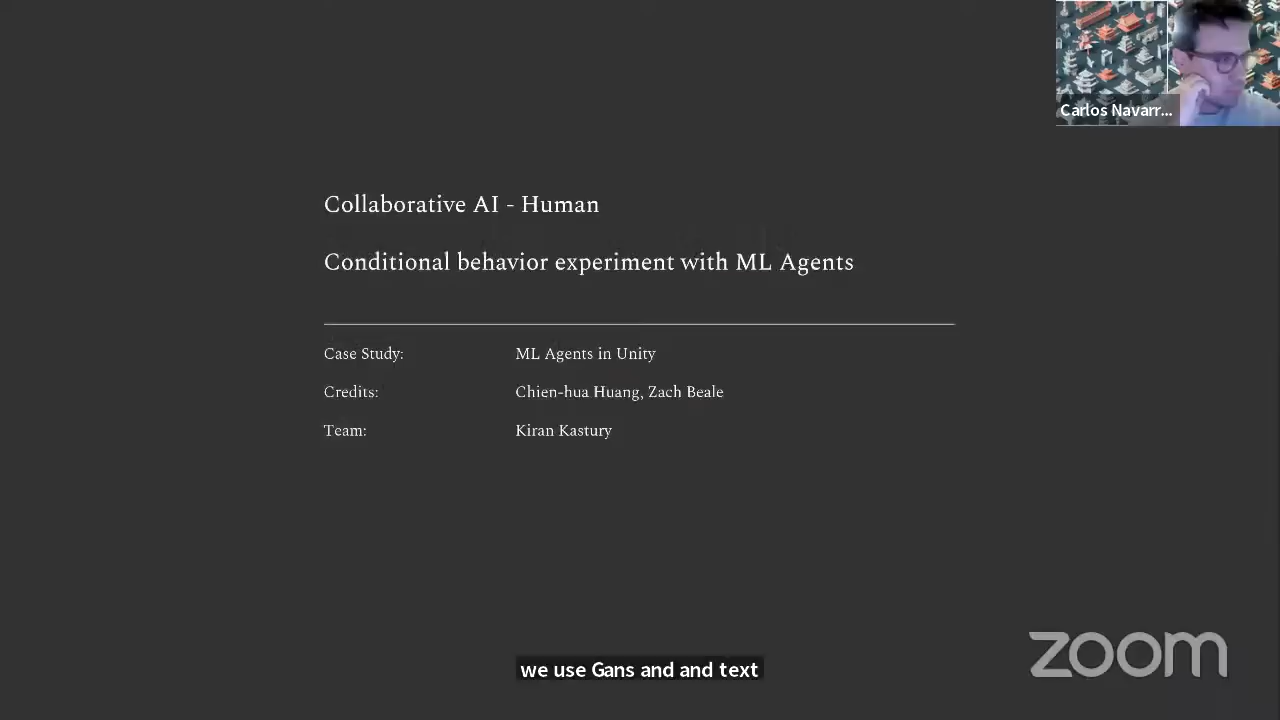 Carlos Navarr...
Collaborative AI - Human
Conditional behavior experiment with ML Agents
Case Study: ML Agents in Unity
Credits: Chien-hua Huang, Zach Beale
Team: Kiran Kastury
we use Gans and and text
zoom